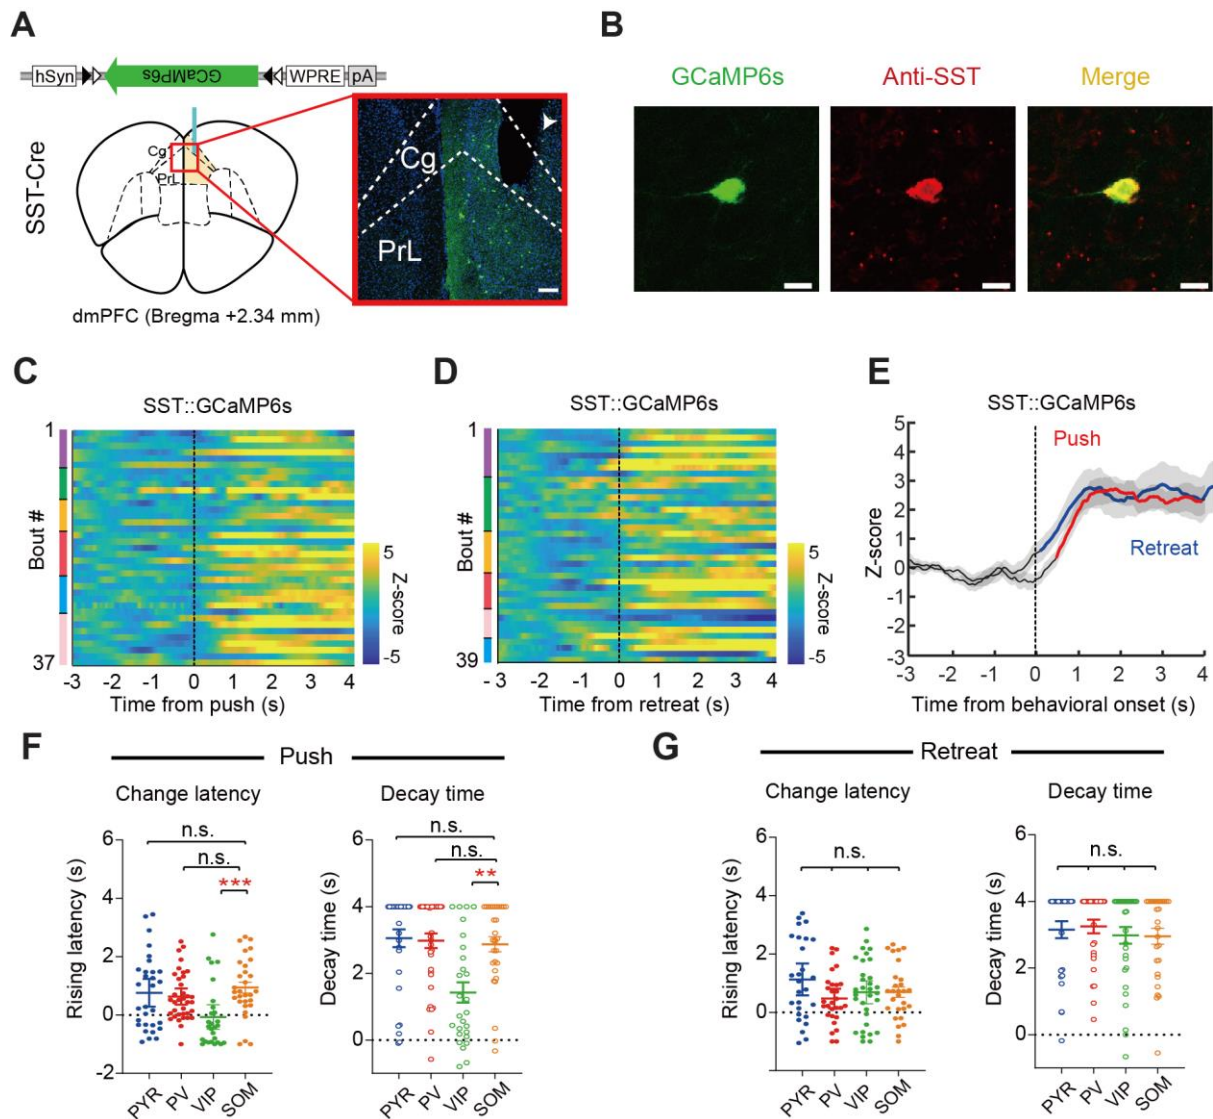 A
hSyn
GCaMP6s
WPRE
pA
SST-Cre
Cg
PrL
Cg
PrL
dmPFC (Bregma +2.34 mm)
B
GCaMP6s
Anti-SST
Merge
C
SST::GCaMP6s
1
Bout #
37
5
Z-score
-5
-3 -2 -1 0 1 2 3 4
Time from push (s)
D
SST::GCaMP6s
1
Bout #
39
5
Z-score
-5
- -2 -1 0 1 2 3 4
Time from retreat (s)
E
SST::GCaMP6s
Push
Retreat
5
4
3
2
1
0
-1
-2
-3
Z-score
-3 -2 -1 0 1 2 3 4
Time from behavioral onset (s)
F
Push
Change latency
n.s.
n.s.
***
6
4
2
0
-2
Rising latency (s)
PYR PV VIP SOM
Decay time
n.s.
n.s.
**
6
4
2
0
Decay time (s)
PYR PV VIP SOM
G
Retreat
Change latency
n.s.
6
4
2
0
Rising latency (s)
PYR PV VIP SOM
Decay time
n.s.
6
4
2
0
Decay time (s)
PYR PV VIP SOM